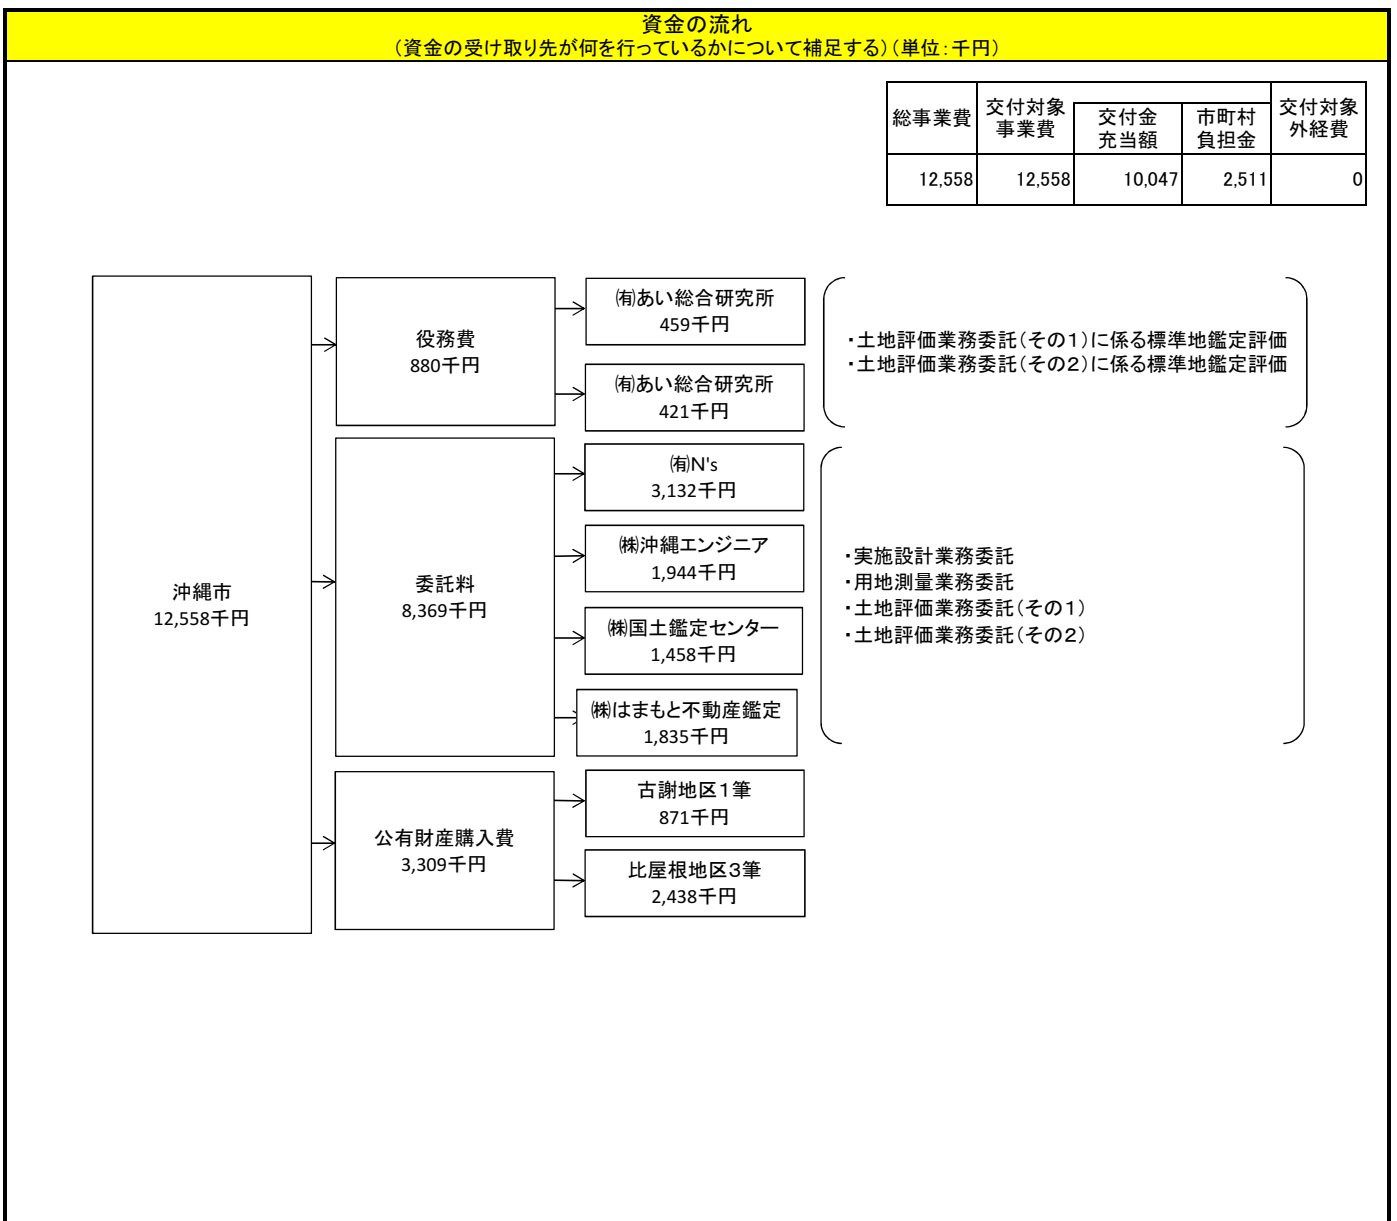 資金の流れ
（資金の受け取り先が何を行っているかについて補足する）（単位：千円）
総事業費
交付対象
事業費
交付金
充当額
市町村
負担金
交付対象
外経費
12,558
12,558
10,047
2,511
0
沖縄市
12,558千円
役務費
880千円
㈲あい総合研究所
459千円
㈲あい総合研究所
421千円
・土地評価業務委託（その１）に係る標準地鑑定評価
・土地評価業務委託（その２）に係る標準地鑑定評価
委託料
8,369千円
㈲N's
3,132千円
㈱沖縄エンジニア
1,944千円
㈱国土鑑定センター
1,458千円
㈱はまもと不動産鑑定
1,835千円
・実施設計業務委託
・用地測量業務委託
・土地評価業務委託（その１）
・土地評価業務委託（その２）
公有財産購入費
3,309千円
古謝地区１筆
871千円
比屋根地区３筆
2,438千円